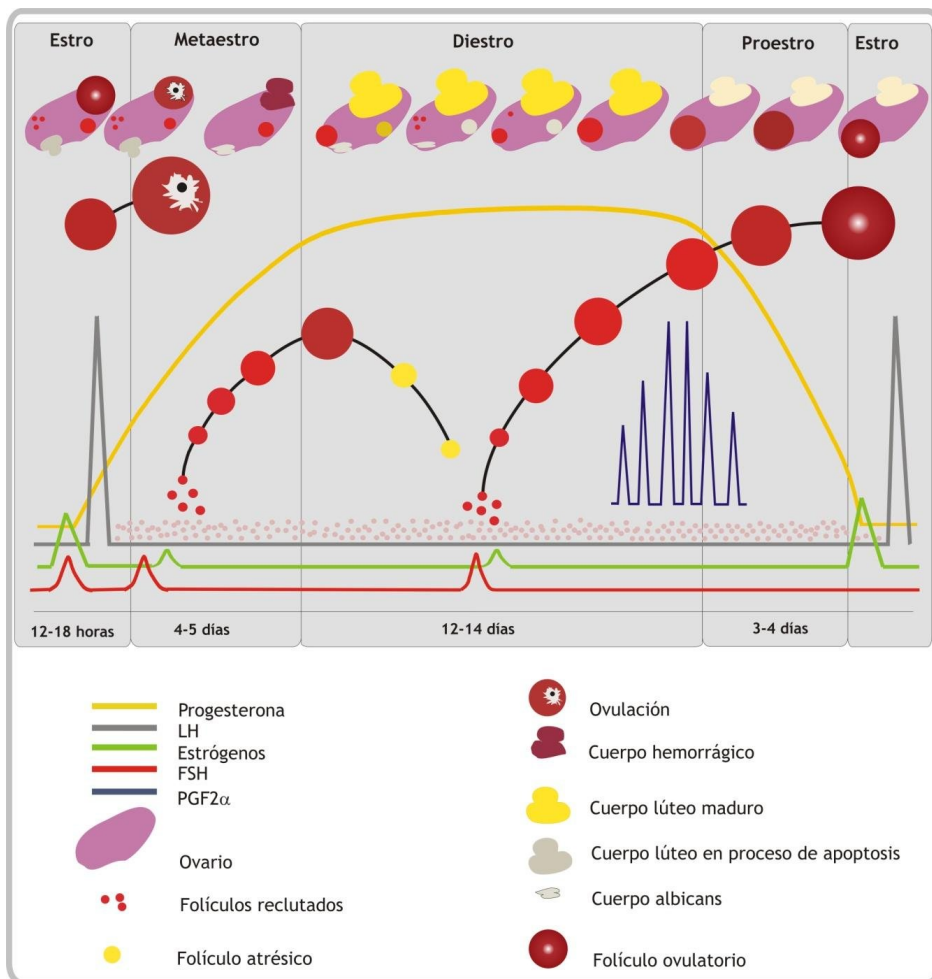 Estro
Metaestro
Diestro
Proestro
Estro
12-18 horas
4-5 días
12-14 días
3-4 días
Progesterona
LH
Estrógenos
FSH
PGF2α
Ovario
Folículos reclutados
Folículo atrésico
Ovulación
Cuerpo hemorrágico
Cuerpo lúteo maduro
Cuerpo lúteo en proceso de apoptosis
Cuerpo albicans
Folículo ovulatorio